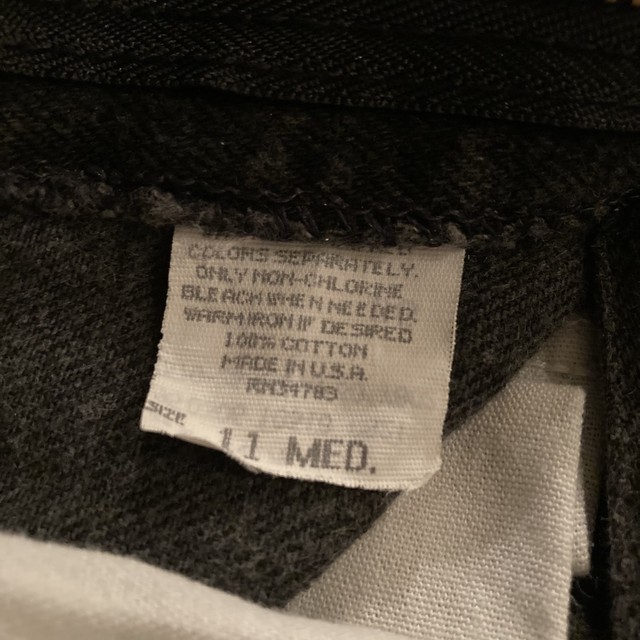 COLORS SEPARATELY.
ONLY NON-CHLORINE
BLEACH WHEN NEEDED.
WARM IRON IF DESIRED
100% COTTON
MADE IN U.S.A.
RN34783
SIZE
11 MED.